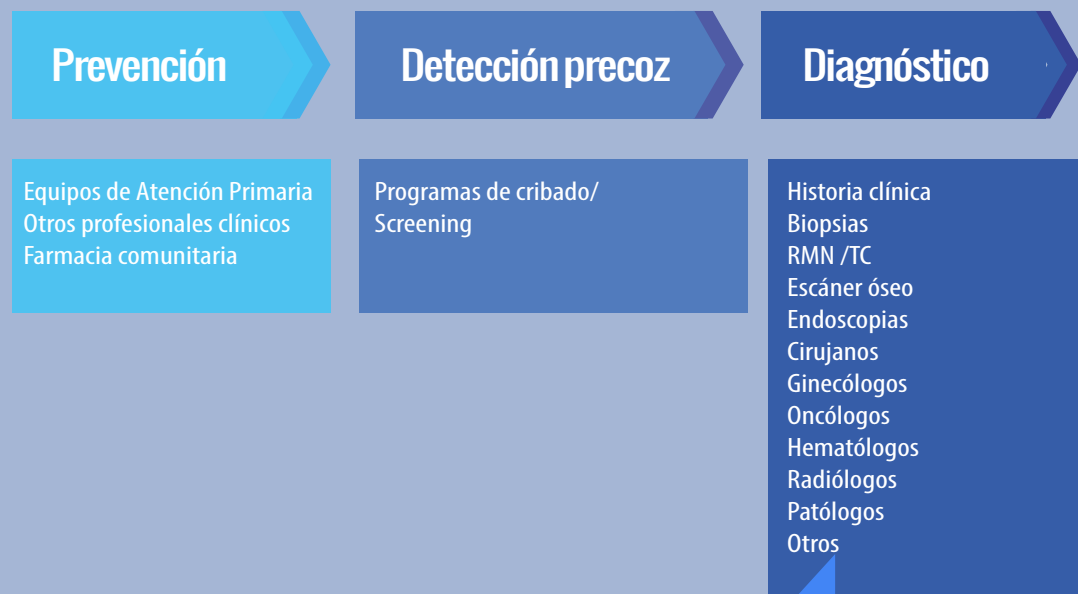 Prevención
Detección precoz
Diagnóstico
Equipos de Atención Primaria
Otros profesionales clínicos
Farmacia comunitaria
Programas de cribado/
Screening
Historia clínica
Biopsias
RMN /TC
Escáner óseo
Endoscopias
Cirujanos
Ginecólogos
Oncólogos
Hematólogos
Radiólogos
Patólogos
Otros